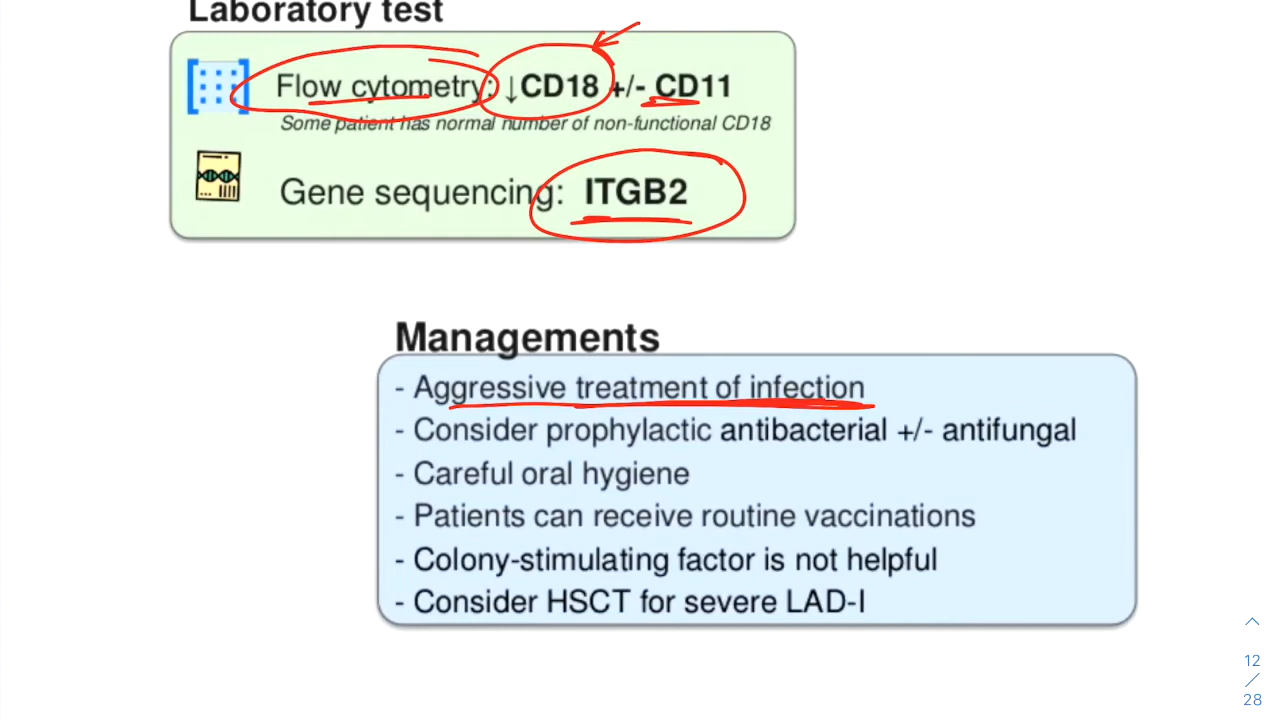 Laboratory test
Flow cytometry: ↓CD18 +/- CD11
Some patient has normal number of non-functional CD18
Gene sequencing: ITGB2
Managements
- Aggressive treatment of infection
- Consider prophylactic antibacterial +/- antifungal
- Careful oral hygiene
- Patients can receive routine vaccinations
- Colony-stimulating factor is not helpful
- Consider HSCT for severe LAD-I
12
/
28